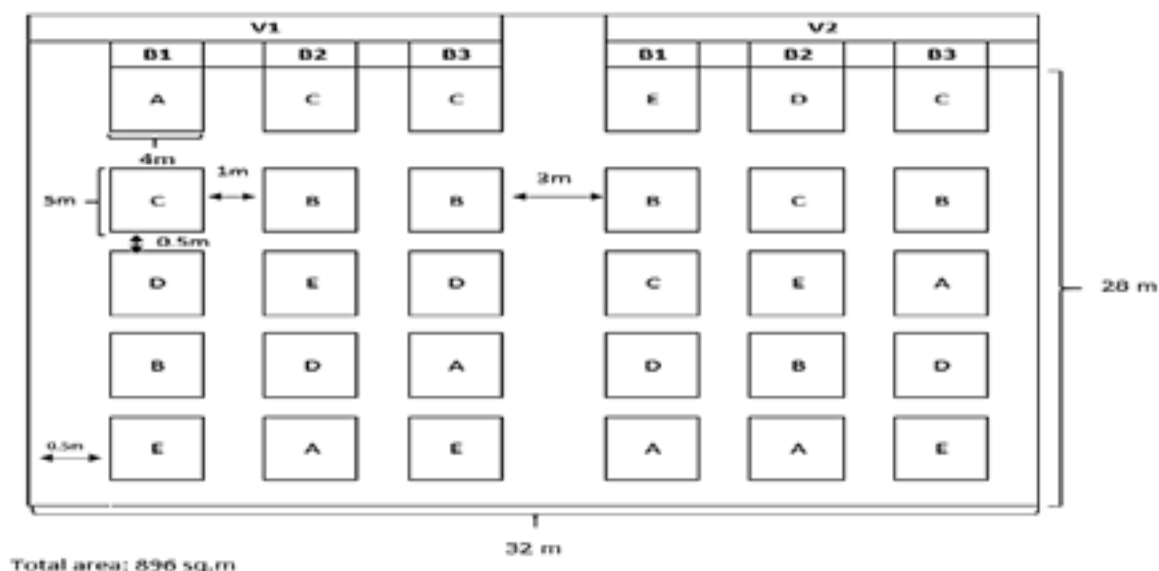 V1 V2
B1 B2 B3 B1 B2 B3
A C C E D C
4m
1m
3m
5m C B B B C B
0.5m
D E D C E A
28 m
B D A D B D
0.5m
E A E A A E
32 m
Total area: 896 sq.m